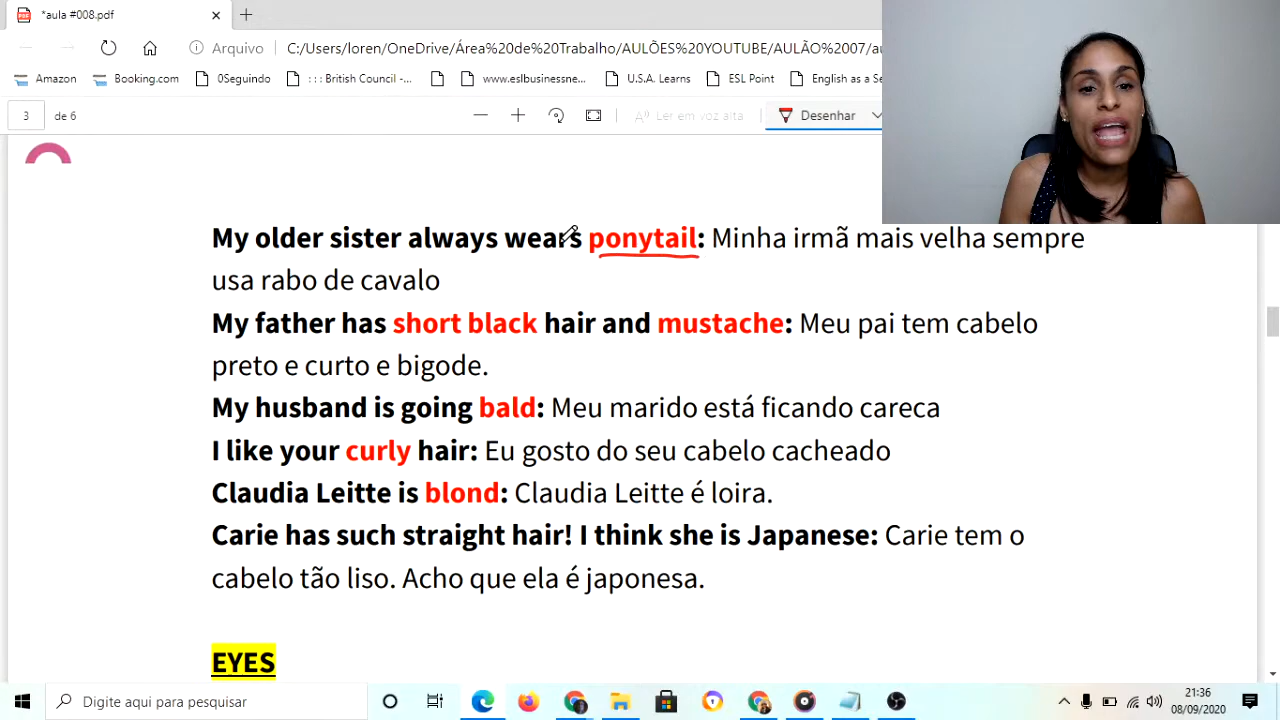 *aula #008.pdf
Arquivo C:/Users/loren/OneDrive/Área%20de%20Trabalho/AULÕES%20YOUTUBE/AULÃO%2007/au
Amazon Booking.com 0Seguindo : : : British Council -... www.eslbusinessne... U.S.A. Learns ESL Point English as a Se
3 de 6 Ler em voz alta Desenhar
My older sister always wears ponytail: Minha irmã mais velha sempre
usa rabo de cavalo
My father has short black hair and mustache: Meu pai tem cabelo
preto e curto e bigode.
My husband is going bald: Meu marido está ficando careca
I like your curly hair: Eu gosto do seu cabelo cacheado
Claudia Leitte is blond: Claudia Leitte é loira.
Carie has such straight hair! I think she is Japanese: Carie tem o
cabelo tão liso. Acho que ela é japonesa.
EYES
Digite aqui para pesquisar
21:36
08/09/2020